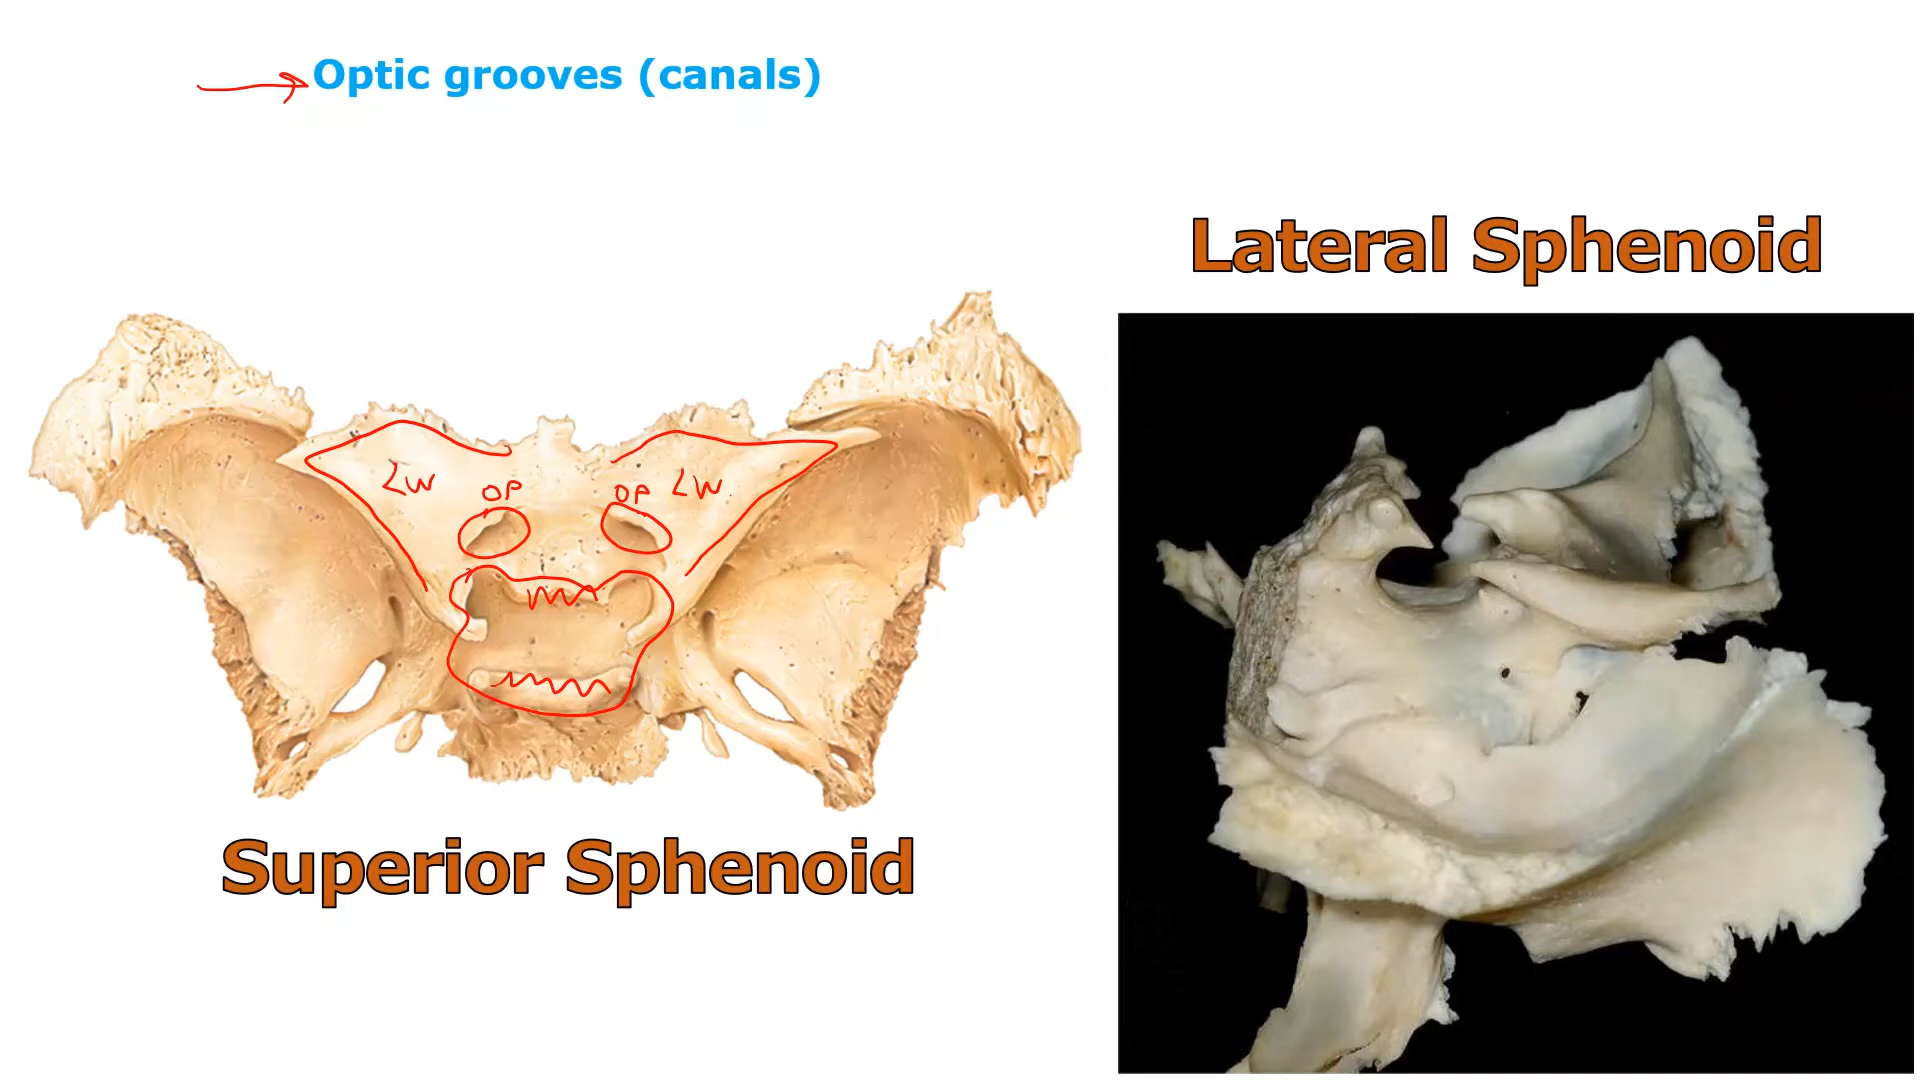 Optic grooves (canals)
Lateral Sphenoid
LW OP OP LW
Superior Sphenoid